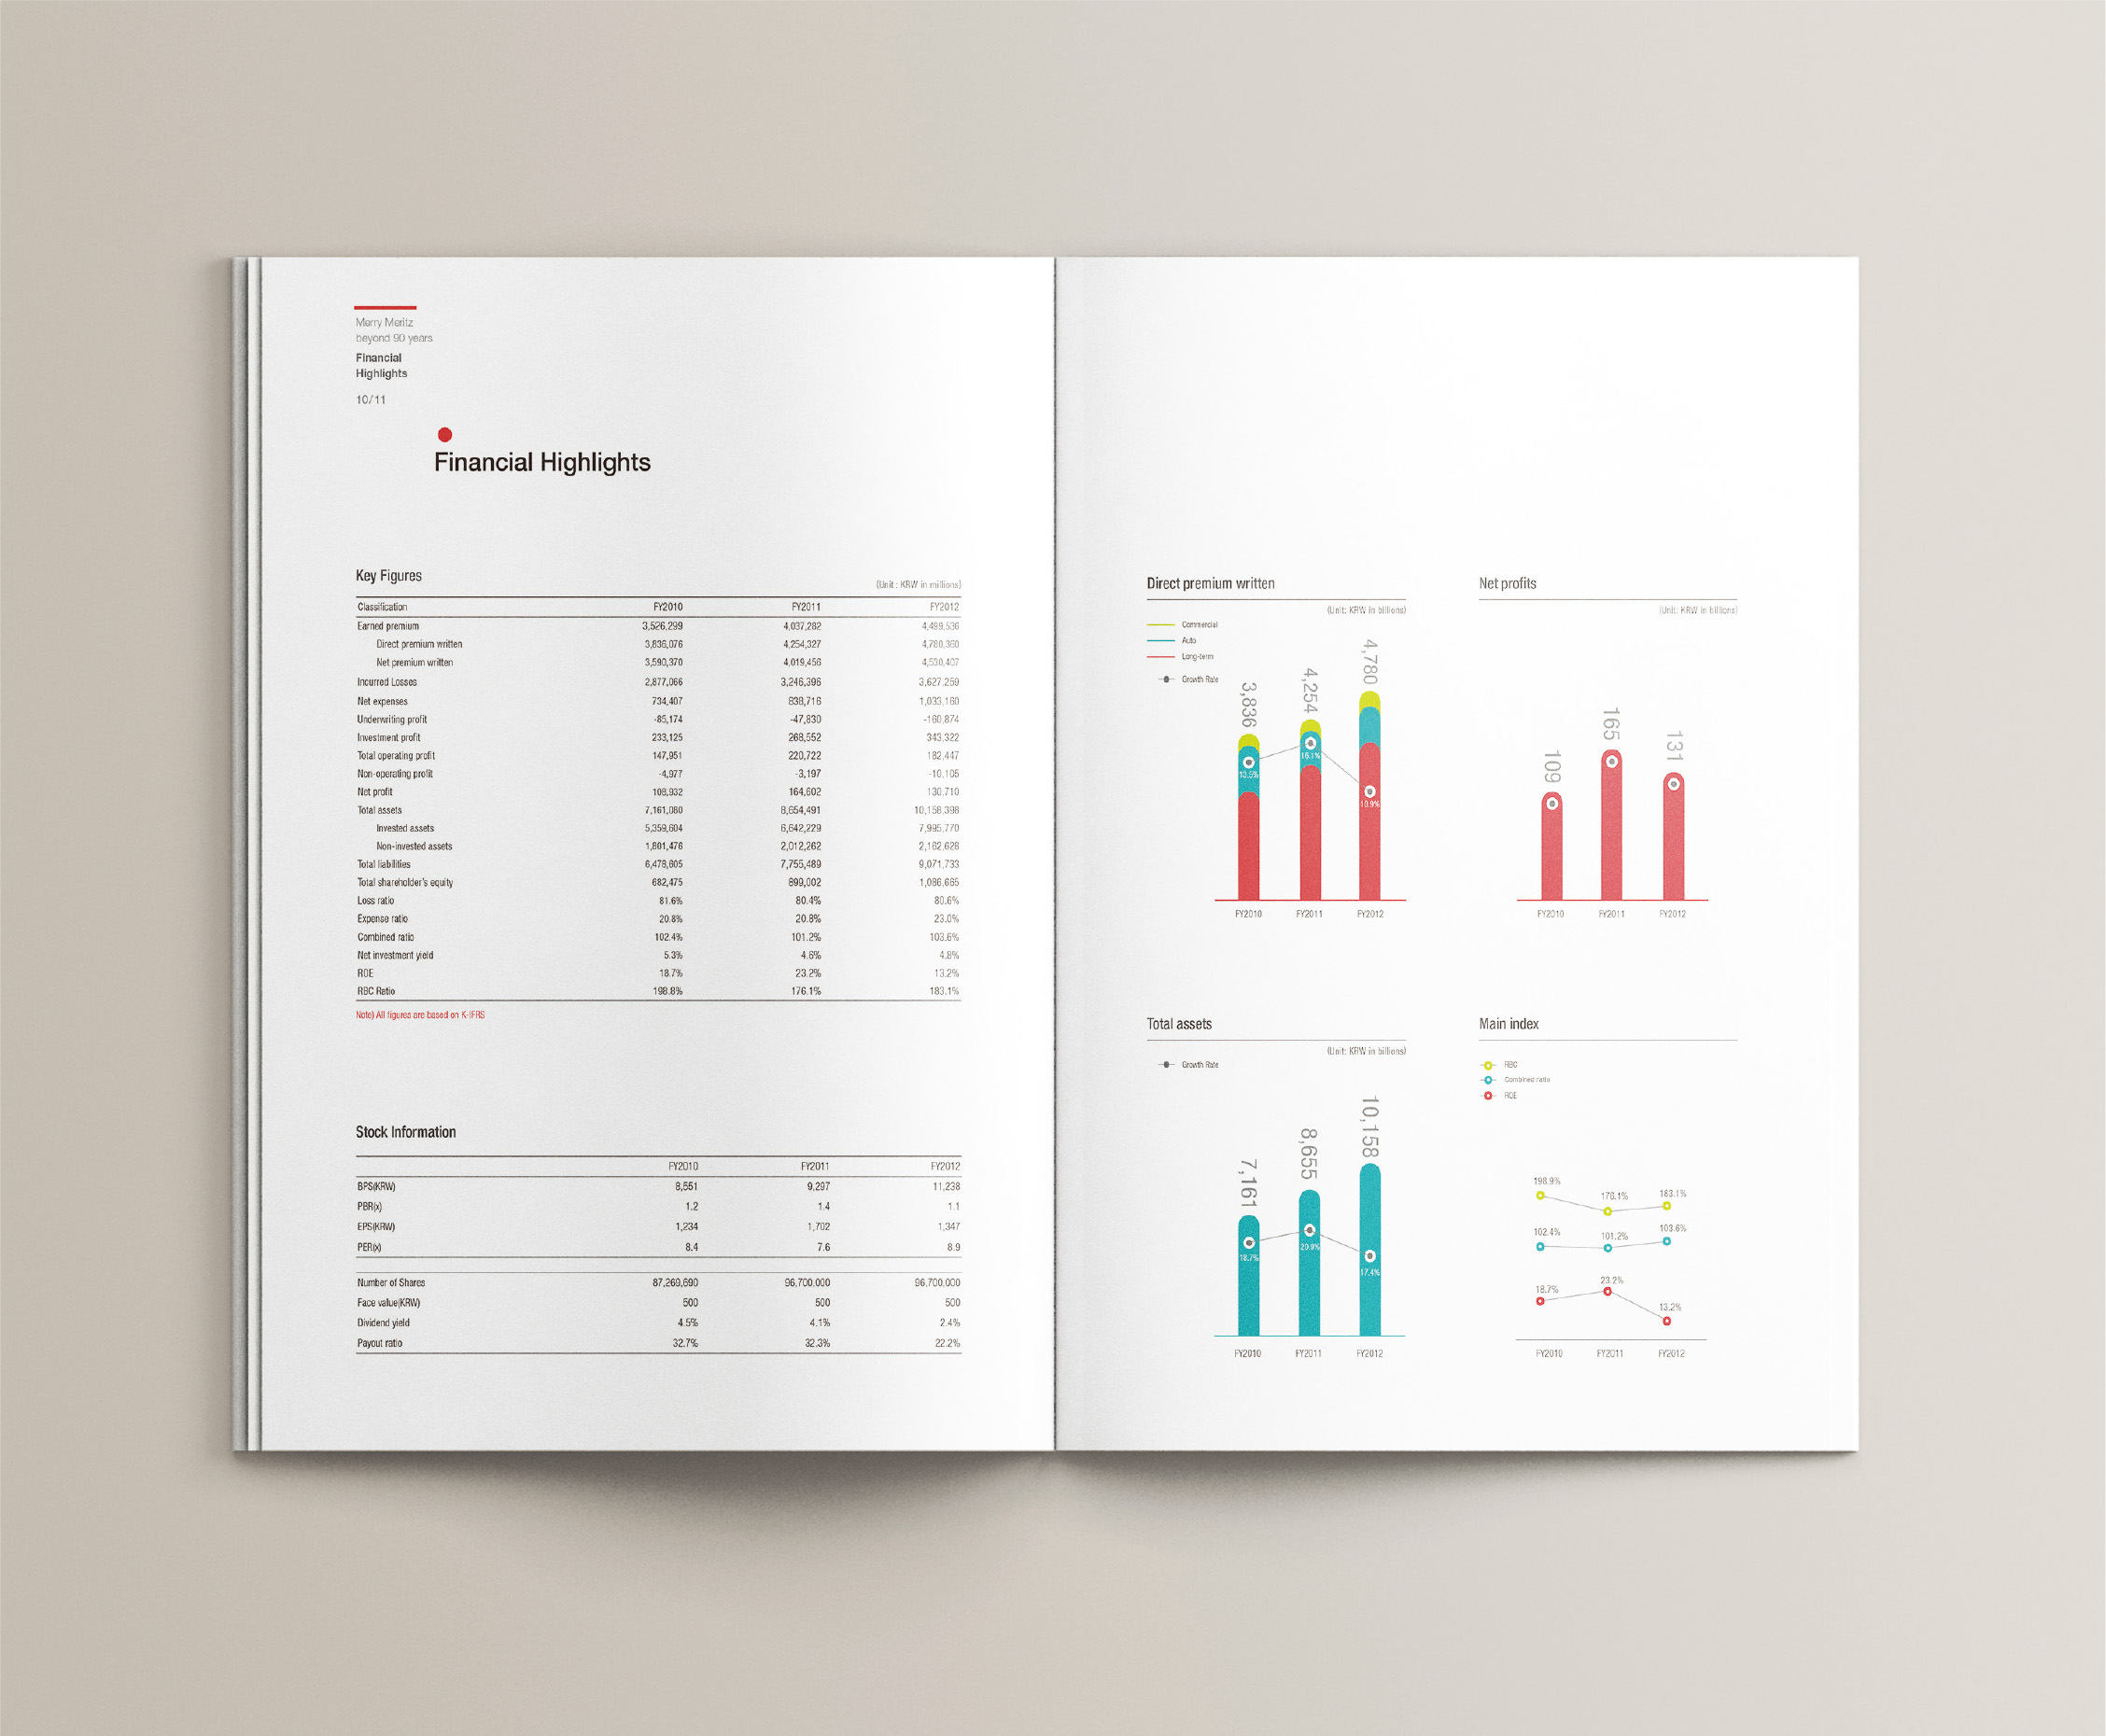 Merry Meritz
beyond 90 years
Financial
Highlights
10/11
Financial Highlights
Key Figures
(Unit : KRW in millions)
Classification FY2010 FY2011 FY2012
Earned premium 3,526,299 4,037,282 4,499,536
Direct premium written 3,836,076 4,254,327 4,780,360
Net premium written 3,590,370 4,019,456 4,530,407
Incurred Losses 2,877,066 3,246,396 3,627,259
Net expenses 734,407 838,716 1,033,160
Underwriting profit -85,174 -47,830 -160,874
Investment profit 233,125 268,552 343,322
Total operating profit 147,951 220,722 182,447
Non-operating profit -4,977 -3,197 -10,105
Net profit 108,932 164,602 130,710
Total assets 7,161,080 8,654,491 10,158,398
Invested assets 5,359,604 6,642,229 7,995,770
Non-invested assets 1,801,476 2,012,262 2,162,628
Total liabilities 6,478,605 7,755,489 9,071,733
Total shareholder's equity 682,475 899,002 1,086,665
Loss ratio 81.6% 80.4% 80.6%
Expense ratio 20.8% 20.8% 23.0%
Combined ratio 102.4% 101.2% 103.6%
Net investment yield 5.3% 4.6% 4.8%
ROE 18.7% 23.2% 13.2%
RBC Ratio 198.8% 176.1% 183.1%
Note) All figures are based on K-IFRS
Stock Information
FY2010 FY2011 FY2012
BPS(KRW) 8,551 9,297 11,238
PBR(x) 1.2 1.4 1.1
EPS(KRW) 1,234 1,702 1,347
PER(x) 8.4 7.6 8.9
Number of Shares 87,269,690 96,700,000 96,700,000
Face value(KRW) 500 500 500
Dividend yield 4.5% 4.1% 2.4%
Payout ratio 32.7% 32.3% 22.2%
Direct premium written
(Unit: KRW in billions)
Commercial
Auto
Long-term
Growth Rate
3,836
4,254
4,780
13.5%
16.1%
10.9%
FY2010 FY2011 FY2012
Net profits
(Unit: KRW in billions)
109
165
131
FY2010 FY2011 FY2012
Total assets
(Unit: KRW in billions)
Growth Rate
7,161
8,655
10,158
18.7%
20.9%
17.4%
FY2010 FY2011 FY2012
Main index
RBC
Combined ratio
ROE
198.9% 176.1% 183.1%
102.4% 101.2% 103.6%
18.7% 23.2% 13.2%
FY2010 FY2011 FY2012